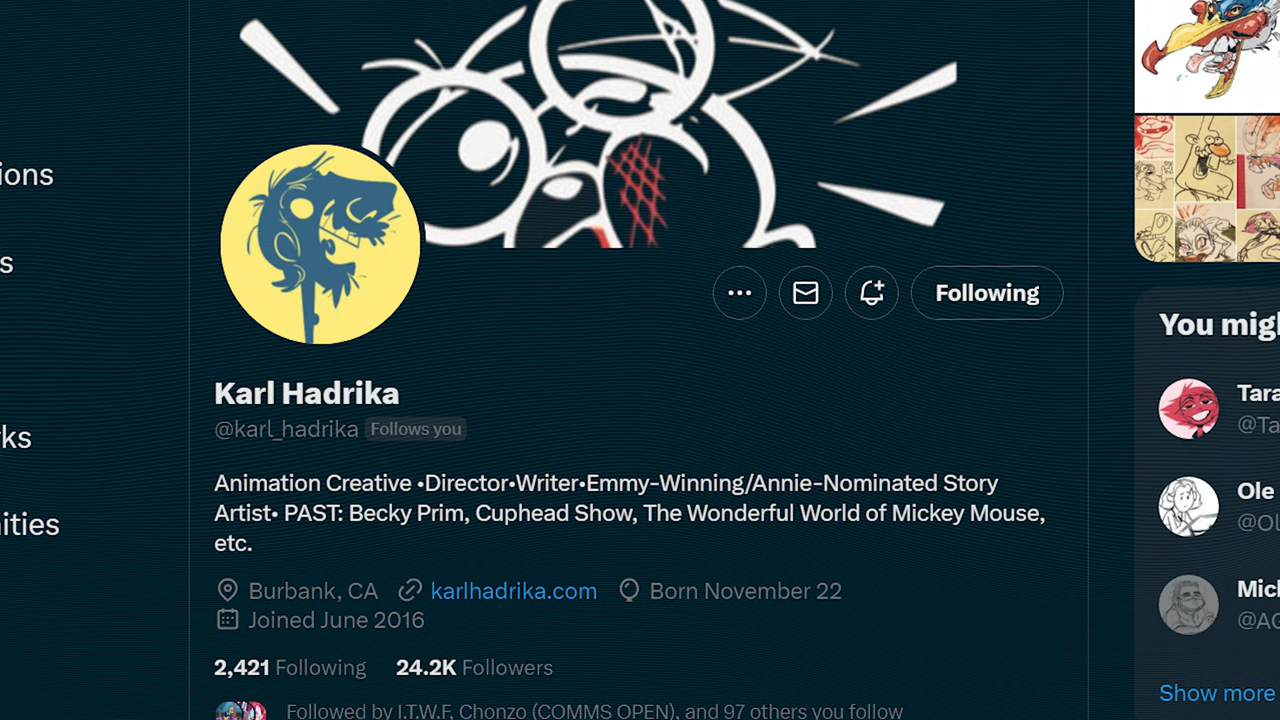 ions
s
ks
ities
Following
Karl Hadrika
@karl_hadrika Follows you
Animation Creative •Director•Writer•Emmy-Winning/Annie-Nominated Story
Artist• PAST: Becky Prim, Cuphead Show, The Wonderful World of Mickey Mouse,
etc.
Burbank, CA karlhadrika.com Born November 22
Joined June 2016
2,421 Following 24.2K Followers
Followed by I.T.W.F, Chonzo (COMMS OPEN), and 97 others you follow
You mig
Tara
@Ta
Ole
@Ol
Mich
@AG
Show more